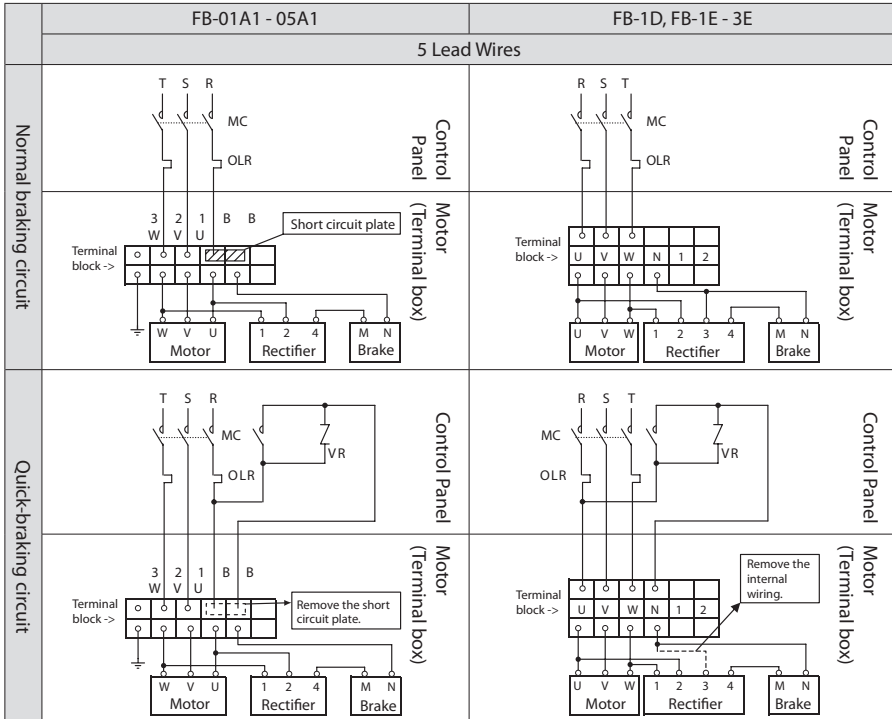 FB-01A1 - 05A1
FB-1D, FB-1E - 3E
5 Lead Wires
Normal braking circuit
T S R
MC
OLR
Control Panel
3 2 1 B B
W V U
Short circuit plate
Terminal
block ->
W V U
Motor
1 2 4
Rectifier
M N
Brake
Motor
(Terminal box)
R S T
MC
OLR
Control Panel
Terminal
block ->
U V W N 1 2
U V W
Motor
1 2 3 4
Rectifier
M N
Brake
Motor
(Terminal box)
Quick-braking circuit
T S R
MC
VR
OLR
Control Panel
3 2 1 B B
W V U
Terminal
block ->
Remove the short
circuit plate.
W V U
Motor
1 2 4
Rectifier
M N
Brake
Motor
(Terminal box)
R S T
MC
VR
OLR
Control Panel
Remove the
internal
wiring.
Terminal
block ->
U V W N 1 2
U V W
Motor
1 2 3 4
Rectifier
M N
Brake
Motor
(Terminal box)